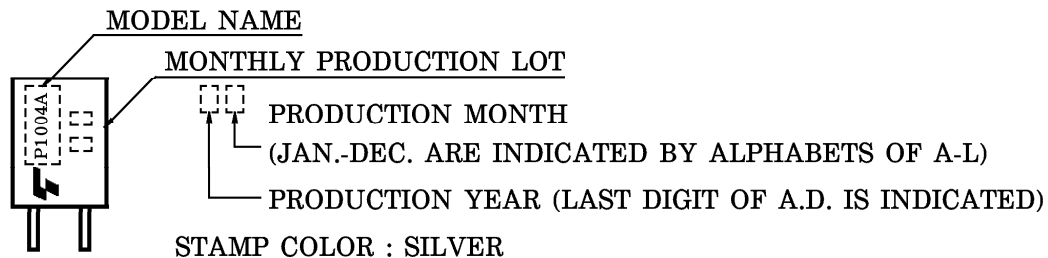 MODEL NAME
MONTHLY PRODUCTION LOT
P1004A
PRODUCTION MONTH
(JAN.-DEC. ARE INDICATED BY ALPHABETS OF A-L)
PRODUCTION YEAR (LAST DIGIT OF A.D. IS INDICATED)
STAMP COLOR : SILVER